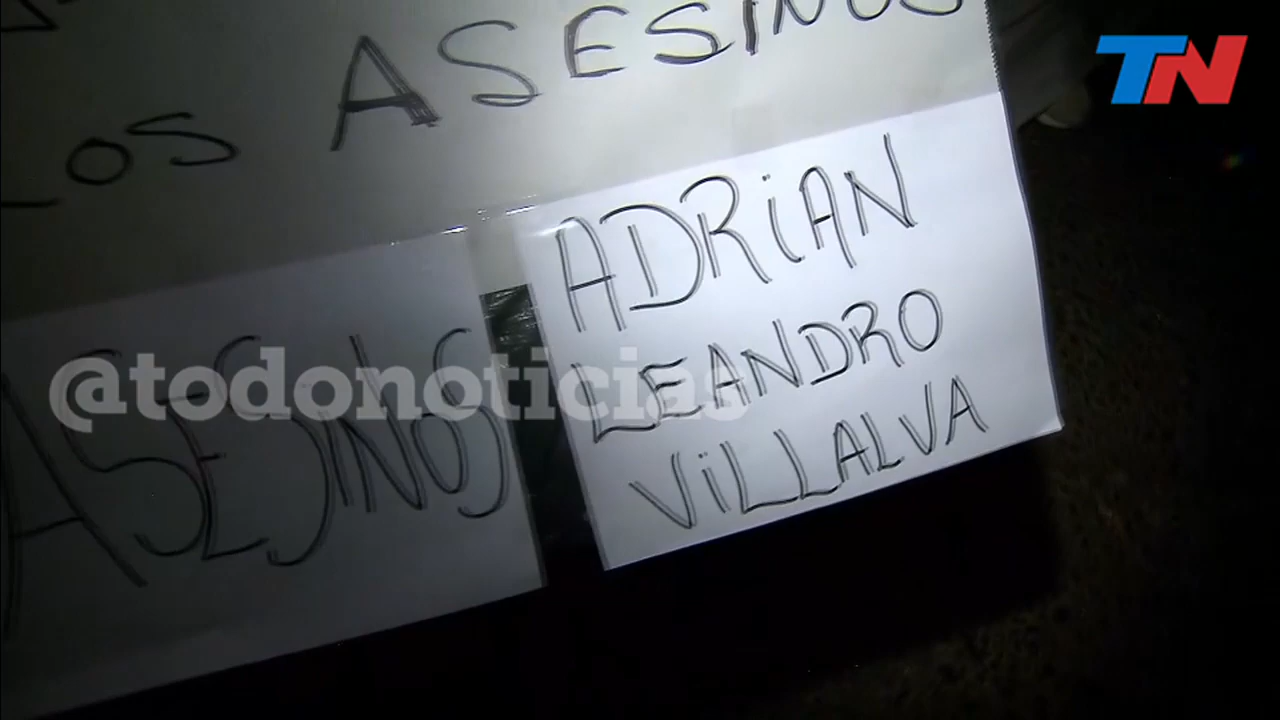 TN
LOS ASESINOS
ADRiAN
LEANDRO
ViLLALVA
ASESiNOS
@todonoticias